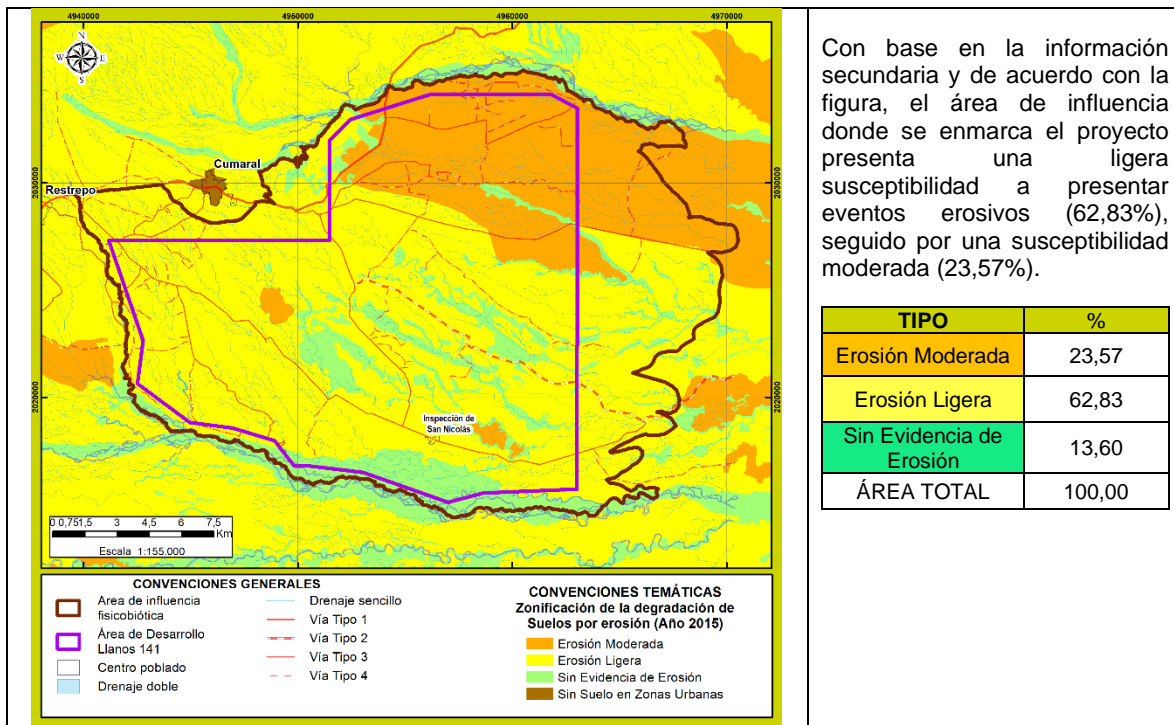 4940000 4950000 4960000 4970000
N
W E
S
2030000 2030000
2020000 2020000
Cumaral
Restrepo
Inspección de
San Nicolás
0 0,751,5 3 4,5 6 7,5
Km
Escala 1:155.000
CONVENCIONES GENERALES
Area de influencia
fisicobiótica
Área de Desarrollo
Llanos 141
Centro poblado
Drenaje doble
Drenaje sencillo
Vía Tipo 1
Vía Tipo 2
Vía Tipo 3
Vía Tipo 4
CONVENCIONES TEMÁTICAS
Zonificación de la degradación de
Suelos por erosión (Año 2015)
Erosión Moderada
Erosión Ligera
Sin Evidencia de Erosión
Sin Suelo en Zonas Urbanas
Con base en la información
secundaria y de acuerdo con la
figura, el área de influencia
donde se enmarca el proyecto
presenta una ligera
susceptibilidad a presentar
eventos erosivos (62,83%),
seguido por una susceptibilidad
moderada (23,57%).
TIPO %
Erosión Moderada 23,57
Erosión Ligera 62,83
Sin Evidencia de
Erosión 13,60
ÁREA TOTAL 100,00